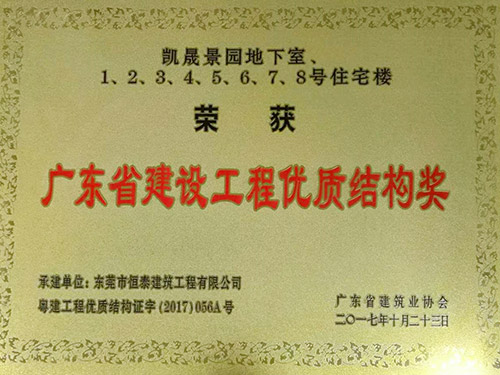 凯晟景园地下室、
1、2、3、4、5、6、7、8号住宅楼
荣 获
广东省建设工程优质结构奖
承建单位：东莞市恒泰建筑工程有限公司
粤建工程优质结构证字(2017)056A号
广东省建筑业协会
二〇一七年十月二十三日